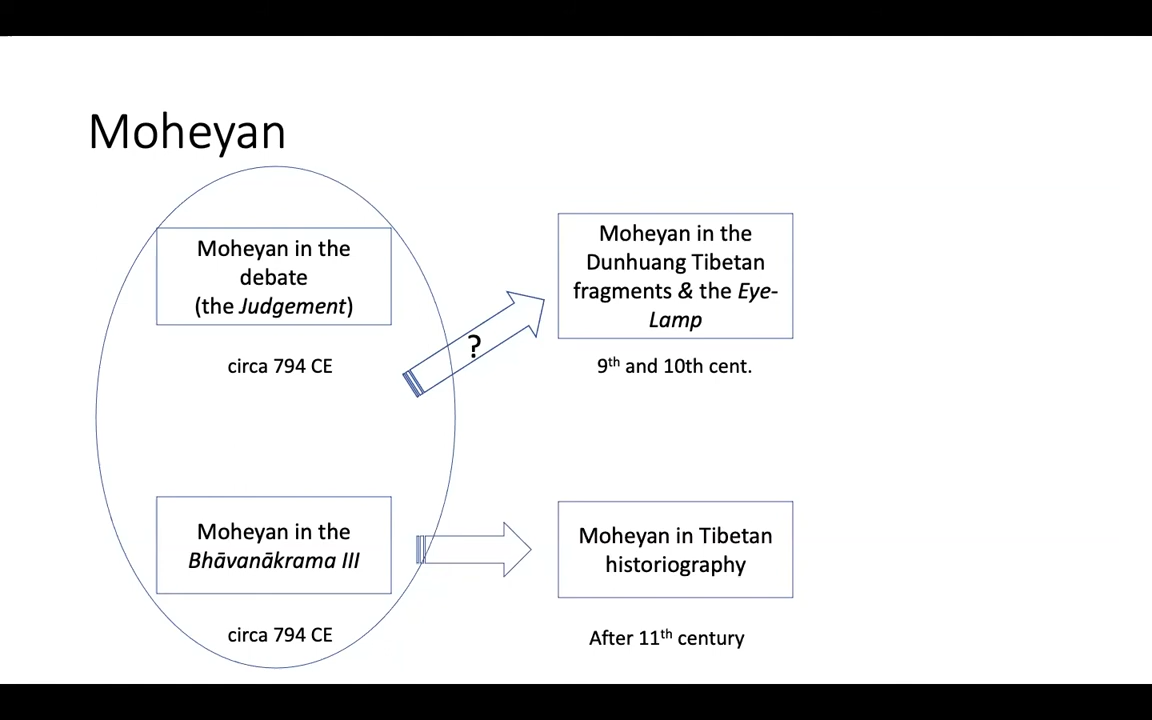 Moheyan
Moheyan in the
debate
(the Judgement)
circa 794 CE
?
Moheyan in the
Dunhuang Tibetan
fragments & the Eye-
Lamp
9th and 10th cent.
Moheyan in the
Bhāvanākrama III
circa 794 CE
Moheyan in Tibetan
historiography
After 11th century